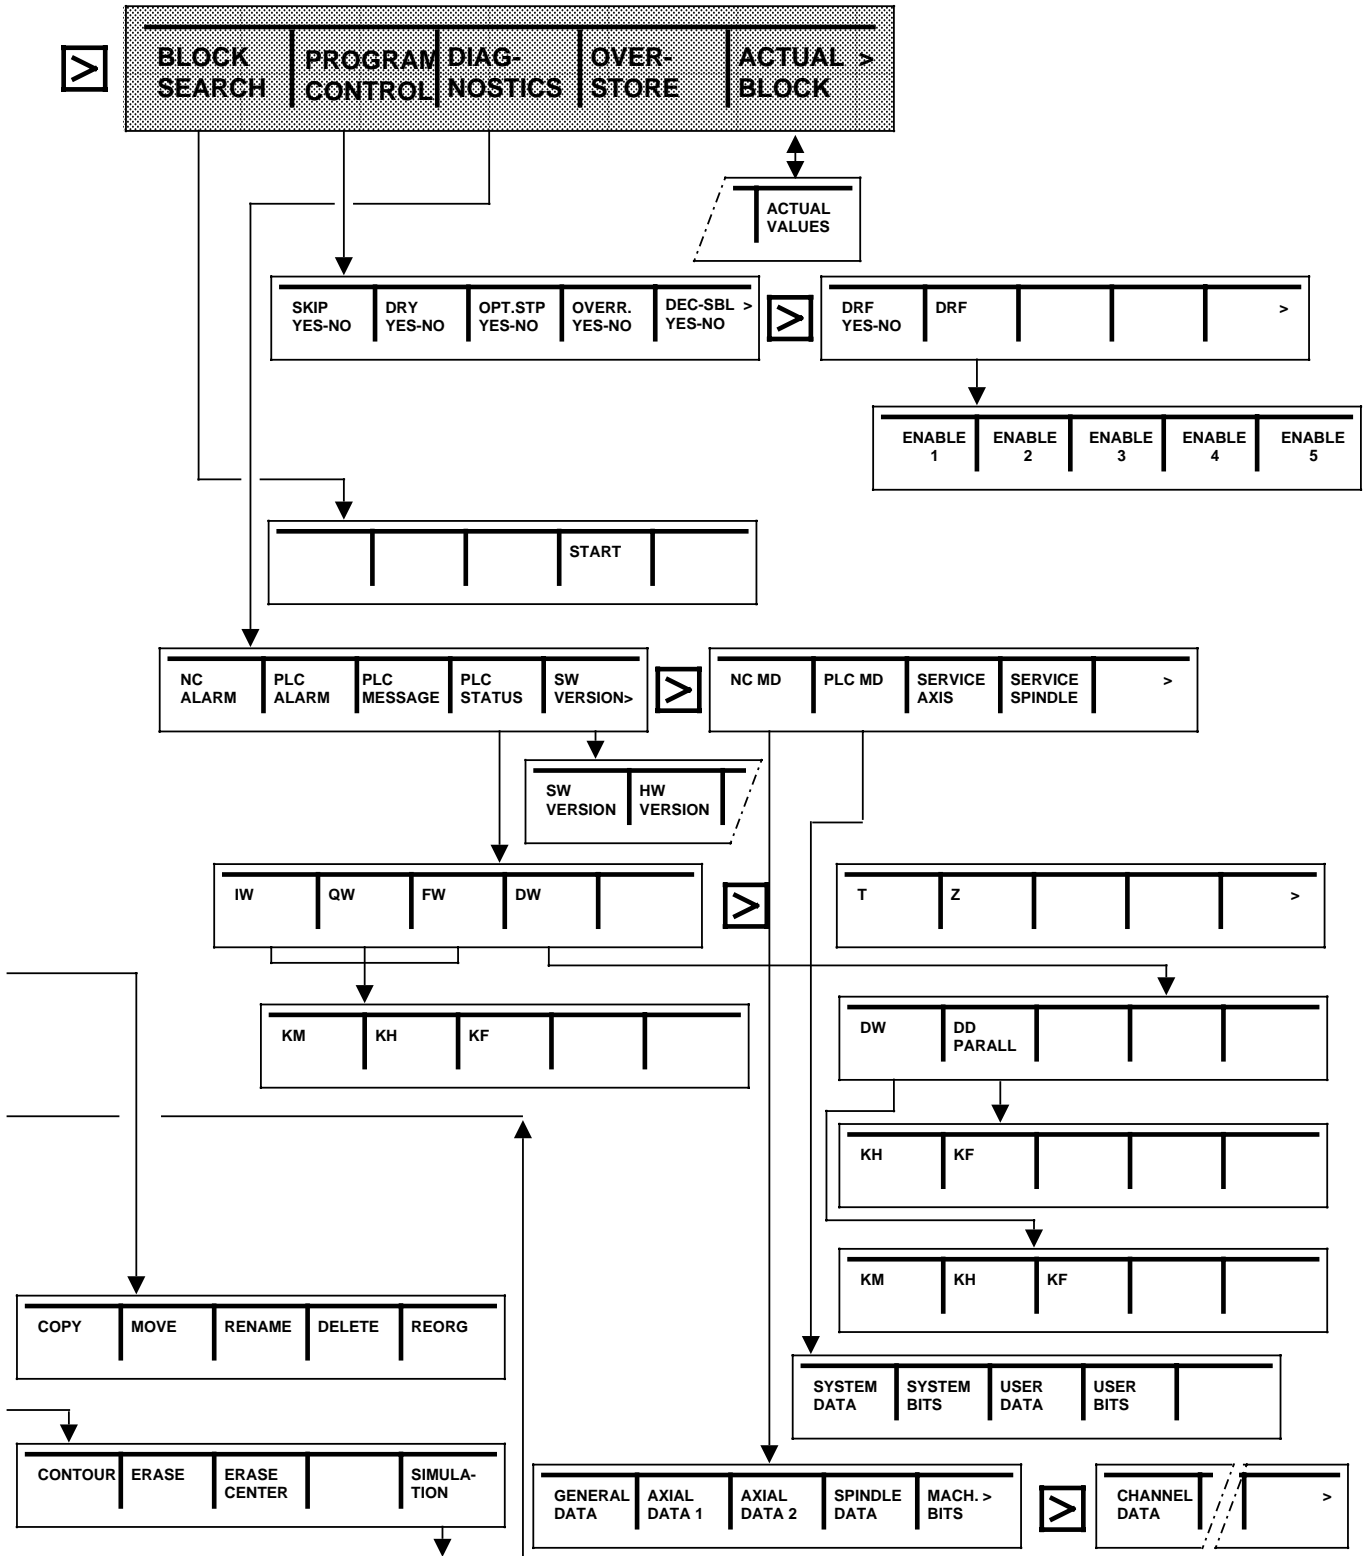 >
BLOCK
SEARCH
PROGRAM
CONTROL
DIAG-
NOSTICS
OVER-
STORE
ACTUAL >
BLOCK
ACTUAL
VALUES
SKIP
YES-NO
DRY
YES-NO
OPT.STP
YES-NO
OVERR.
YES-NO
DEC-SBL >
YES-NO
>
DRF
YES-NO
DRF
>
ENABLE
1
ENABLE
2
ENABLE
3
ENABLE
4
ENABLE
5
START
NC
ALARM
PLC
ALARM
PLC
MESSAGE
PLC
STATUS
SW
VERSION>
>
NC MD
PLC MD
SERVICE
AXIS
SERVICE
SPINDLE
>
SW
VERSION
HW
VERSION
IW
QW
FW
DW
>
T
Z
>
KM
KH
KF
DW
DD
PARALL
KH
KF
KM
KH
KF
COPY
MOVE
RENAME
DELETE
REORG
SYSTEM
DATA
SYSTEM
BITS
USER
DATA
USER
BITS
CONTOUR
ERASE
ERASE
CENTER
SIMULA-
TION
GENERAL
DATA
AXIAL
DATA 1
AXIAL
DATA 2
SPINDLE
DATA
MACH. >
BITS
>
CHANNEL
DATA
>